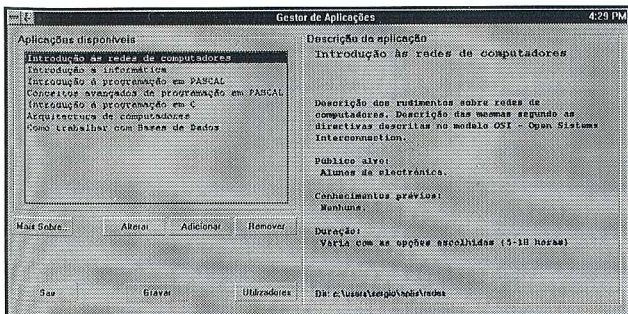 Gestor de Aplicações
4:29 PM
Aplicações disponíveis
Introdução às redes de computadores
Introdução a informática
Introdução à programação em PASCAL
Conceitos avançados de programação em PASCAL
Introdução à programação em C
Arquitectura de computadores
Como trabalhar com Bases de Dados
Mais Sobre...
Alterar
Adicionar
Remover
Sair
Gravar
Utilizadores
Descrição da aplicação
Introdução às redes de computadores
Descrição dos rudimentos sobre redes de
computadores. Descrição das mesmas segundo as
directivas descritas no modelo OSI - Open Sistems
Interconnection.
Público alvo:
Alunos de electrónica.
Conhecimentos prévios:
Nenhuns.
Duração:
Varia com as opções escolhidas (5-10 horas)
Dir: c:\users\sergio\aplis\redes